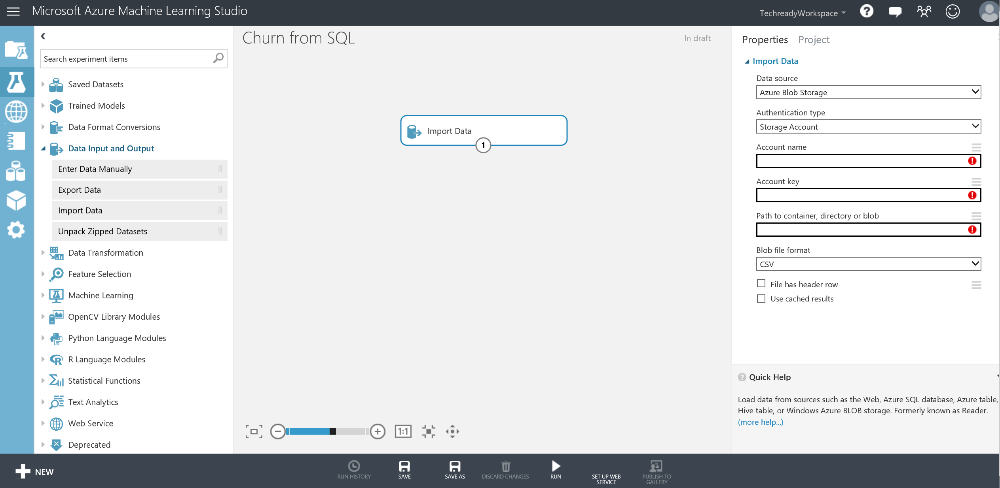 Microsoft Azure Machine Learning Studio
TechreadyWorkspace
?
Search experiment items
Saved Datasets
Trained Models
Data Format Conversions
Data Input and Output
Enter Data Manually
Export Data
Import Data
Unpack Zipped Datasets
Data Transformation
Feature Selection
Machine Learning
OpenCV Library Modules
Python Language Modules
R Language Modules
Statistical Functions
Text Analytics
Web Service
Deprecated
Churn from SQL
In draft
Import Data
1
1:1
Properties
Project
Import Data
Data source
Azure Blob Storage
Authentication type
Storage Account
Account name
!
Account key
!
Path to container, directory or blob
!
Blob file format
CSV
File has header row
Use cached results
? Quick Help
Load data from sources such as the Web, Azure SQL database, Azure table,
Hive table, or Windows Azure BLOB storage. Formerly known as Reader.
(more help...)
NEW
RUN HISTORY
SAVE
SAVE AS
DISCARD CHANGES
RUN
SET UP WEB
SERVICE
PUBLISH TO
GALLERY